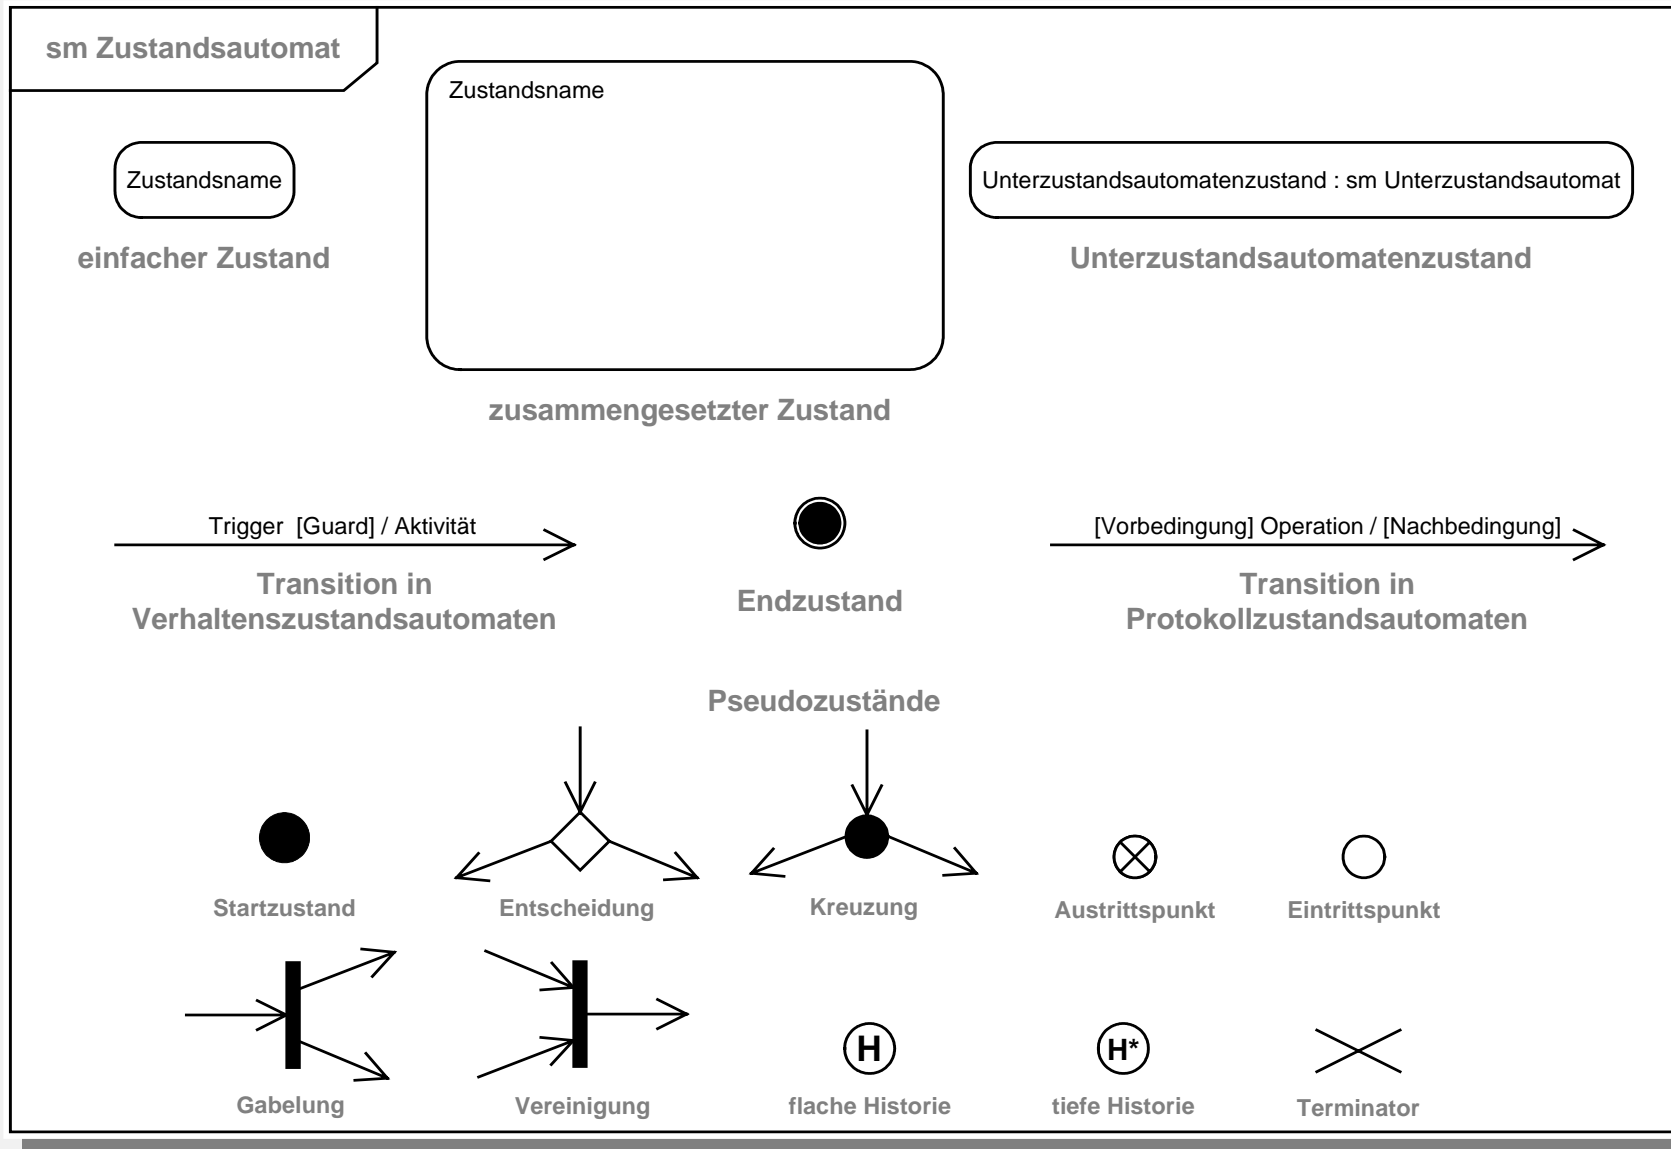 sm Zustandsautomat
Zustandsname
Zustandsname
Unterzustandsautomatenzustand : sm Unterzustandsautomat
einfacher Zustand
Unterzustandsautomatenzustand
zusammengesetzter Zustand
Trigger [Guard] / Aktivität
[Vorbedingung] Operation / [Nachbedingung]
Transition in
Verhaltenszustandsautomaten
Endzustand
Transition in
Protokollzustandsautomaten
Pseudozustände
Startzustand
Entscheidung
Kreuzung
Austrittspunkt
Eintrittspunkt
H
H*
Gabelung
Vereinigung
flache Historie
tiefe Historie
Terminator